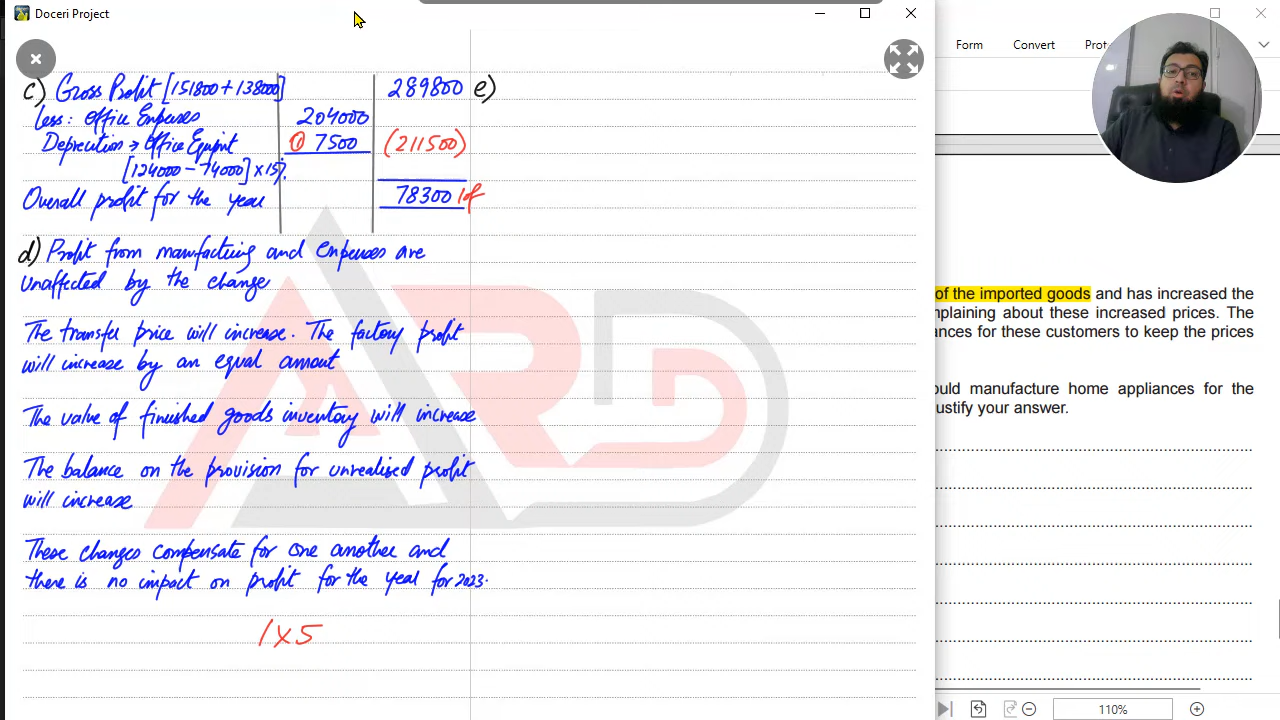 Doceri Project
Form Convert
c) Gross Profit [151800 + 138000] 289800
less: Office Expenses 204000
Depreciation → Office Equipmt 1 7500 (211500)
[124000 – 74000] × 15%
Overall profit for the year 78300 1of
d) Profit from manufacturing and expenses are
unaffected by the change
The transfer price will increase. The factory profit
will increase by an equal amount
The value of finished goods inventory will increase
The balance on the provision for unrealised profit
will increase
These changes compensate for one another and
there is no impact on profit for the year for 2023.
1 x 5
e)
of the imported goods and has increased the
mplaining about these increased prices. The
ances for these customers to keep the prices
ould manufacture home appliances for the
ustify your answer.
110%